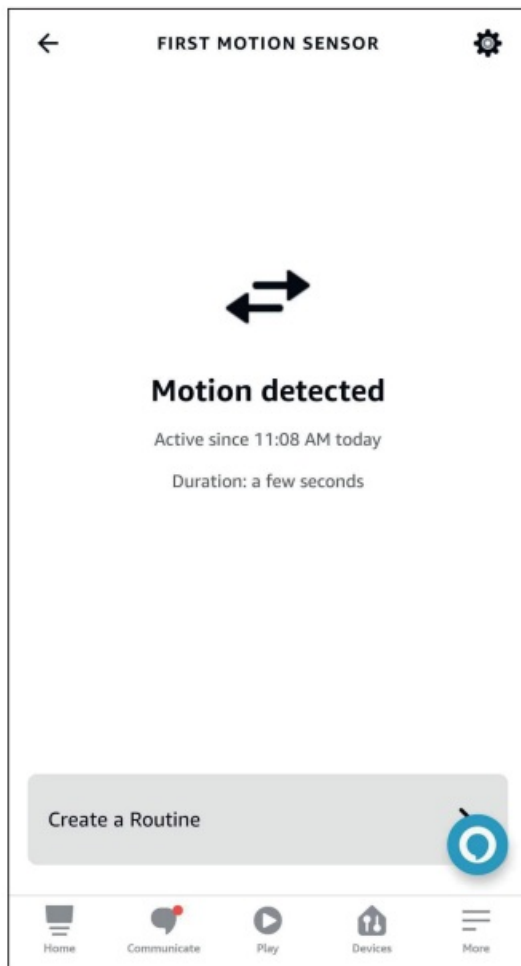 FIRST MOTION SENSOR
Motion detected
Active since 11:08 AM today
Duration: a few seconds
Create a Routine
Home Communicate Play Devices More